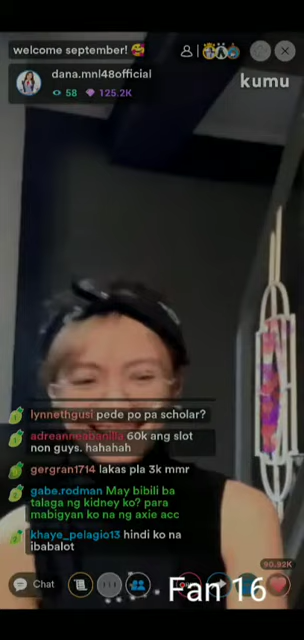 welcome september! 🥰
dana.mnl48official
58 125.2K
kumu
lynnethgusi pede po pa scholar?
adreanneabanilla 60k ang slot
non guys. hahahah
gergran1714 lakas pla 3k mmr
gabe.rodman May bibili ba
talaga ng kidney ko? para
mabigyan ko na ng axie acc
khaye_pelagio13 hindi ko na
ibabalot
90.92K
Chat
Fan 16